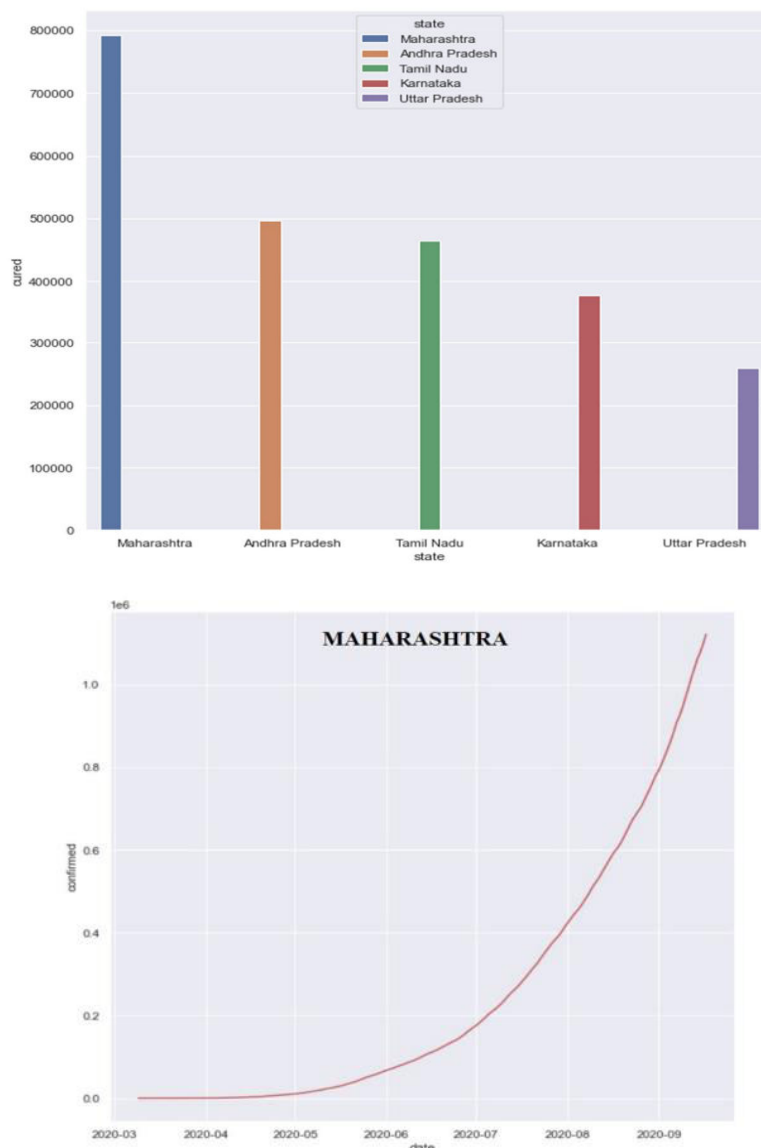 state
Maharashtra
Andhra Pradesh
Tamil Nadu
Karnataka
Uttar Pradesh
800000
700000
600000
500000
400000
300000
200000
100000
0
cured
Maharashtra Andhra Pradesh Tamil Nadu Karnataka Uttar Pradesh
state
1e6
MAHARASHTRA
1.0
0.8
0.6
0.4
0.2
0.0
confirmed
2020-03 2020-04 2020-05 2020-06 2020-07 2020-08 2020-09
date